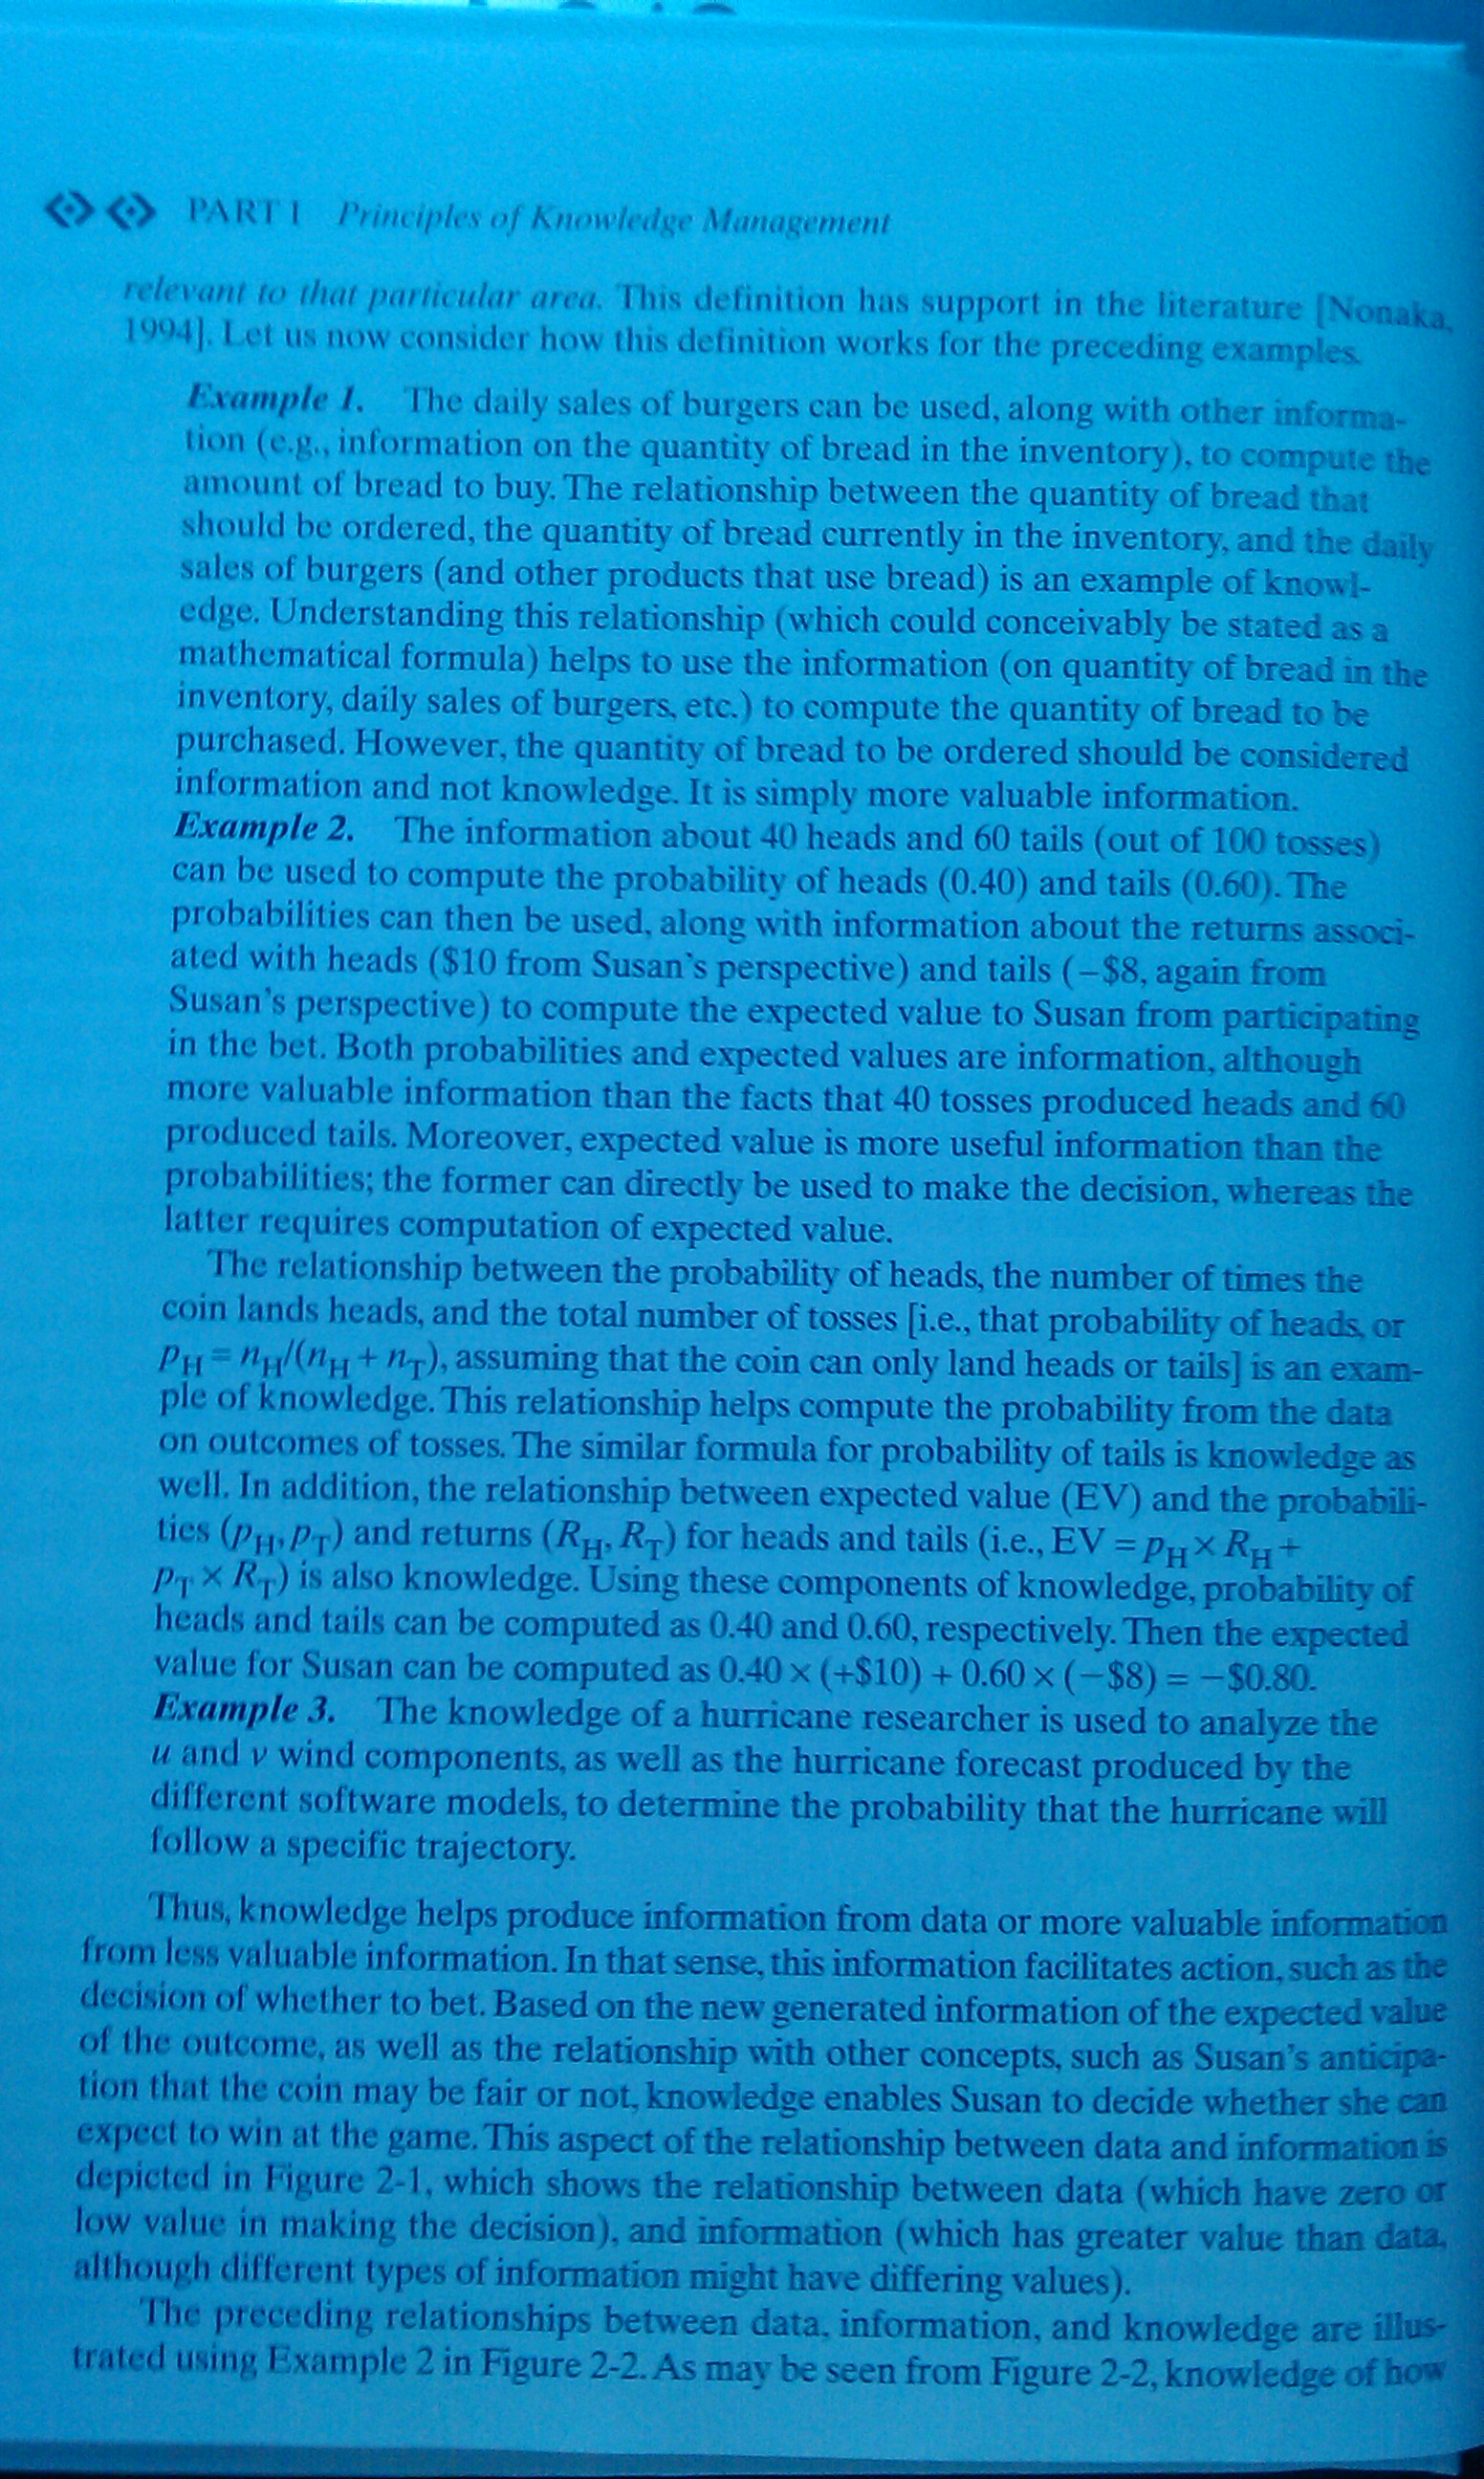 PART I Principles of Knowledge Management
relevant to that particular area. This definition has support in the literature [Nonaka,
1994]. Let us now consider how this definition works for the preceding examples.
Example 1. The daily sales of burgers can be used, along with other informa-
tion (e.g., information on the quantity of bread in the inventory), to compute the
amount of bread to buy. The relationship between the quantity of bread that
should be ordered, the quantity of bread currently in the inventory, and the daily
sales of burgers (and other products that use bread) is an example of knowl-
edge. Understanding this relationship (which could conceivably be stated as a
mathematical formula) helps to use the information (on quantity of bread in the
inventory, daily sales of burgers, etc.) to compute the quantity of bread to be
purchased. However, the quantity of bread to be ordered should be considered
information and not knowledge. It is simply more valuable information.
Example 2. The information about 40 heads and 60 tails (out of 100 tosses)
can be used to compute the probability of heads (0.40) and tails (0.60). The
probabilities can then be used, along with information about the returns associ-
ated with heads ($10 from Susan's perspective) and tails (−$8, again from
Susan's perspective) to compute the expected value to Susan from participating
in the bet. Both probabilities and expected values are information, although
more valuable information than the facts that 40 tosses produced heads and 60
produced tails. Moreover, expected value is more useful information than the
probabilities; the former can directly be used to make the decision, whereas the
latter requires computation of expected value.
The relationship between the probability of heads, the number of times the
coin lands heads, and the total number of tosses [i.e., that probability of heads, or
pH = nH/(nH + nT), assuming that the coin can only land heads or tails] is an exam-
ple of knowledge. This relationship helps compute the probability from the data
on outcomes of tosses. The similar formula for probability of tails is knowledge as
well. In addition, the relationship between expected value (EV) and the probabili-
ties (pH, pT) and returns (RH, RT) for heads and tails (i.e., EV = pH × RH +
pT × RT) is also knowledge. Using these components of knowledge, probability of
heads and tails can be computed as 0.40 and 0.60, respectively. Then the expected
value for Susan can be computed as 0.40 × (+$10) + 0.60 × (−$8) = −$0.80.
Example 3. The knowledge of a hurricane researcher is used to analyze the
u and v wind components, as well as the hurricane forecast produced by the
different software models, to determine the probability that the hurricane will
follow a specific trajectory.
Thus, knowledge helps produce information from data or more valuable information
from less valuable information. In that sense, this information facilitates action, such as the
decision of whether to bet. Based on the new generated information of the expected value
of the outcome, as well as the relationship with other concepts, such as Susan's anticipa-
tion that the coin may be fair or not, knowledge enables Susan to decide whether she can
expect to win at the game. This aspect of the relationship between data and information is
depicted in Figure 2-1, which shows the relationship between data (which have zero or
low value in making the decision), and information (which has greater value than data,
although different types of information might have differing values).
The preceding relationships between data, information, and knowledge are illus-
trated using Example 2 in Figure 2-2. As may be seen from Figure 2-2, knowledge of how